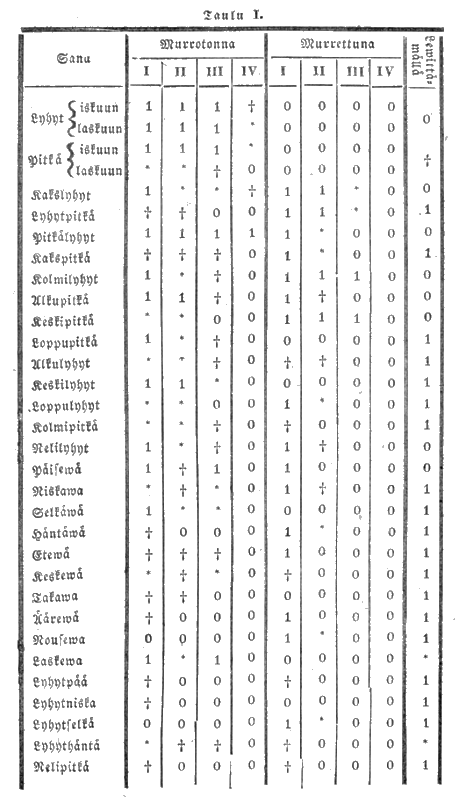 Taulu I.
Sana Murrotonna Murrettuna Lewittämällä
I II III IV I II III IV
Lyhyt { iskuun 1 1 1 † 0 0 0 0 0
laskuun 1 1 1 * 0 0 0 0
Pitkä { iskuun 1 1 1 * 0 0 0 0 †
laskuun * * † 0 0 0 0 0
Kakslyhyt 1 * * † 1 1 * 0 0
Lyhytpitkä † † 0 0 1 1 * 0 1
Pitkälyhyt 1 1 1 1 1 * 0 0 0
Kakspitkä † † † 0 1 * 0 0 1
Kolmilyhyt 1 * † 0 1 1 1 0 0
Alkupitkä 1 1 † 0 1 † 0 0 0
Keskipitkä * * 0 0 1 1 1 0 0
Loppupitkä 1 * † 0 0 0 0 0 1
Alkulyhyt * * † 0 † † 0 0 1
Keskilyhyt 1 1 * 0 0 0 0 0 1
Loppulyhyt * * 0 0 1 * 0 0 1
Kolmipitkä * * † 0 † 0 0 0 1
Nelilyhyt 1 * † 0 1 † 0 0 0
Päisewä 1 † 1 0 1 0 0 0 0
Niskawa * † * 0 1 † 0 0 1
Selkäwä 1 * * 0 0 0 0 0 1
Häntäwä † 0 0 0 1 * 0 0 1
Etewä † † † 0 1 0 0 0 1
Keskewä * † * 0 † 0 0 0 1
Takawa † † 0 0 0 0 0 0 1
Äärewä † 0 0 0 1 0 0 0 1
Nousewa 0 0 0 0 1 * 0 0 1
Laskewa 1 * 1 0 0 0 0 0 *
Lyhytpää † 0 0 0 † 0 0 0 1
Lyhytniska † 0 0 0 0 0 0 0 1
Lyhytselkä 0 0 0 0 1 * 0 0 1
Lyhythäntä * † † 0 † 0 0 0 *
Nelipitkä † 0 0 0 † 0 0 0 1